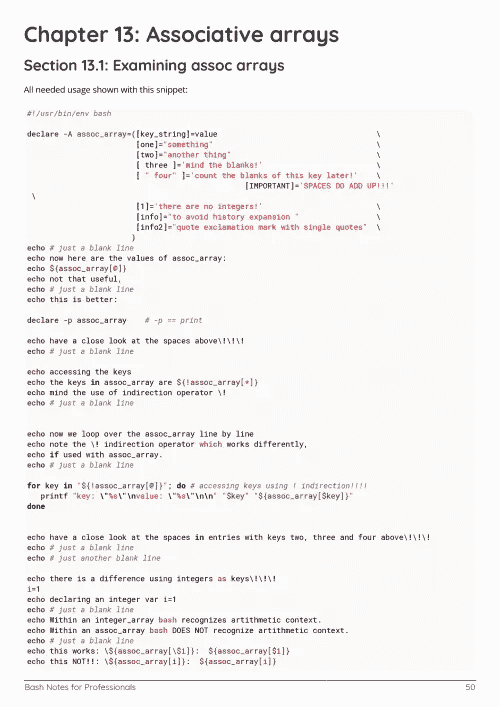 Chapter 13: Associative arrays
Section 13.1: Examining assoc arrays
All needed usage shown with this snippet:
#!/usr/bin/env bash
declare -A assoc_array=([key_string]=value \
[one]="something" \
[two]="another thing" \
[ three ]='mind the blanks!' \
[ " four" ]='count the blanks of this key later!' \
[IMPORTANT]='SPACES DO ADD UP!!!'
\
[1]='there are no integers!' \
[info]="to avoid history expansion " \
[info2]="quote exclamation mark with single quotes" \
)
echo # just a blank line
echo now here are the values of assoc_array:
echo ${assoc_array[@]}
echo not that useful,
echo # just a blank line
echo this is better:
declare -p assoc_array # -p == print
echo have a close look at the spaces above\!\!\!
echo # just a blank line
echo accessing the keys
echo the keys in assoc_array are ${!assoc_array[*]}
echo mind the use of indirection operator \!
echo # just a blank line
echo now we loop over the assoc_array line by line
echo note the \! indirection operator which works differently,
echo if used with assoc_array.
echo # just a blank line
for key in "${!assoc_array[@]}"; do # accessing keys using ! indirection!!!!
printf "key: \"%s\"\nvalue: \"%s\"\n\n" "$key" "${assoc_array[$key]}"
done
echo have a close look at the spaces in entries with keys two, three and four above\!\!\!
echo # just a blank line
echo # just another blank line
echo there is a difference using integers as keys\!\!\!
i=1
echo declaring an integer var i=1
echo # just a blank line
echo Within an integer_array bash recognizes artithmetic context.
echo Within an assoc_array bash DOES NOT recognize artithmetic context.
echo # just a blank line
echo this works: \${assoc_array[\$i]}: ${assoc_array[$i]}
echo this NOT!!: \${assoc_array[i]}: ${assoc_array[i]}
Bash Notes for Professionals 50